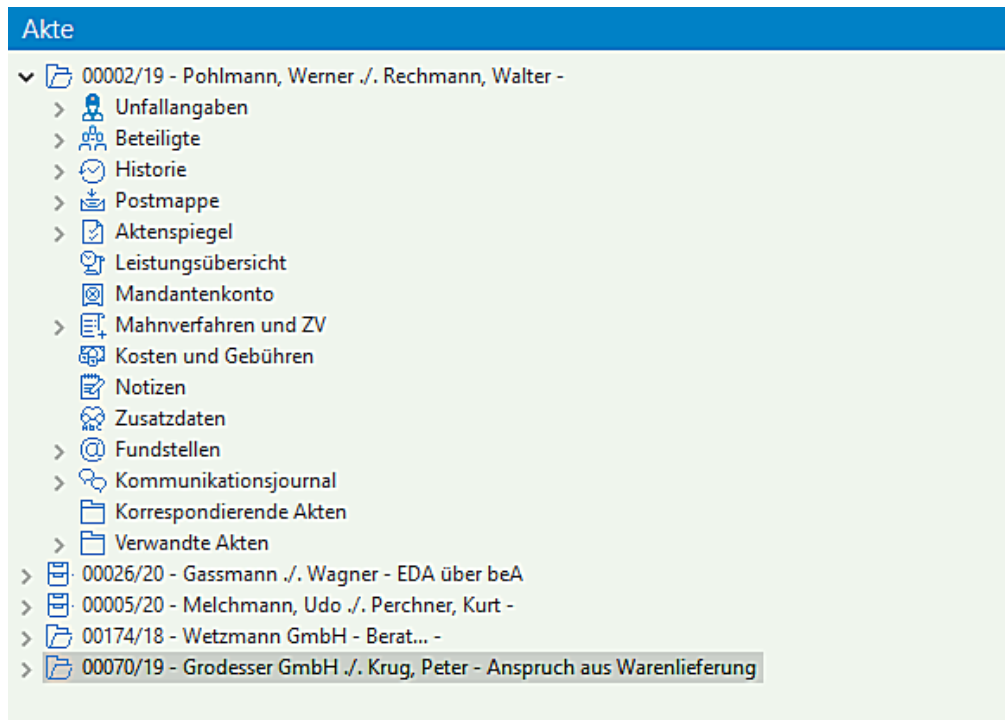 Akte
00002/19 - Pohlmann, Werner ./. Rechmann, Walter -
Unfallangaben
Beteiligte
Historie
Postmappe
Aktenspiegel
Leistungsübersicht
Mandantenkonto
Mahnverfahren und ZV
Kosten und Gebühren
Notizen
Zusatzdaten
Fundstellen
Kommunikationsjournal
Korrespondierende Akten
Verwandte Akten
00026/20 - Gassmann ./. Wagner - EDA über beA
00005/20 - Melchmann, Udo ./. Perchner, Kurt -
00174/18 - Wetzmann GmbH - Berat... -
00070/19 - Grodesser GmbH ./. Krug, Peter - Anspruch aus Warenlieferung